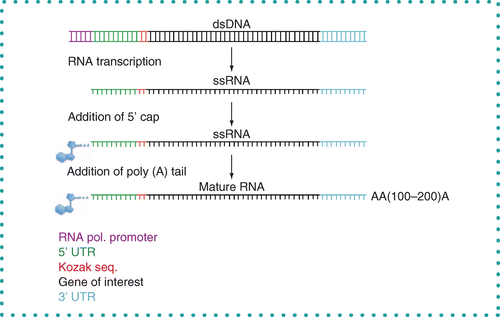 dsDNA
RNA transcription
ssRNA
Addition of 5' cap
ssRNA
Addition of poly (A) tail
Mature RNA
AA(100–200)A
RNA pol. promoter
5' UTR
Kozak seq.
Gene of interest
3' UTR